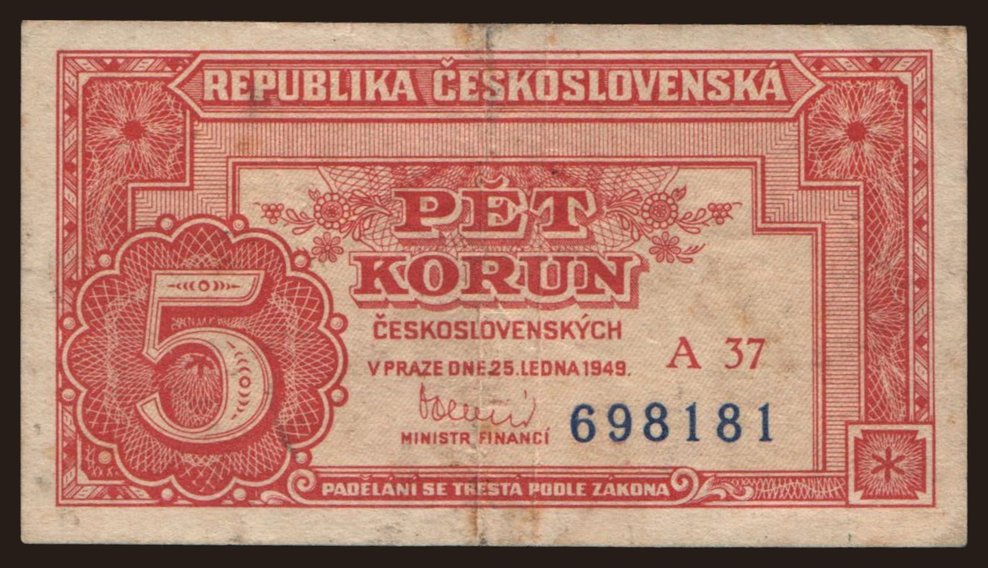 REPUBLIKA ČESKOSLOVENSKÁ
PĚT
KORUN
ČESKOSLOVENSKÝCH
V PRAZE DNE 25. LEDNA 1949.
A 37
698181
MINISTR FINANCÍ
5
PADĚLÁNÍ SE TRESTÁ PODLE ZÁKONA